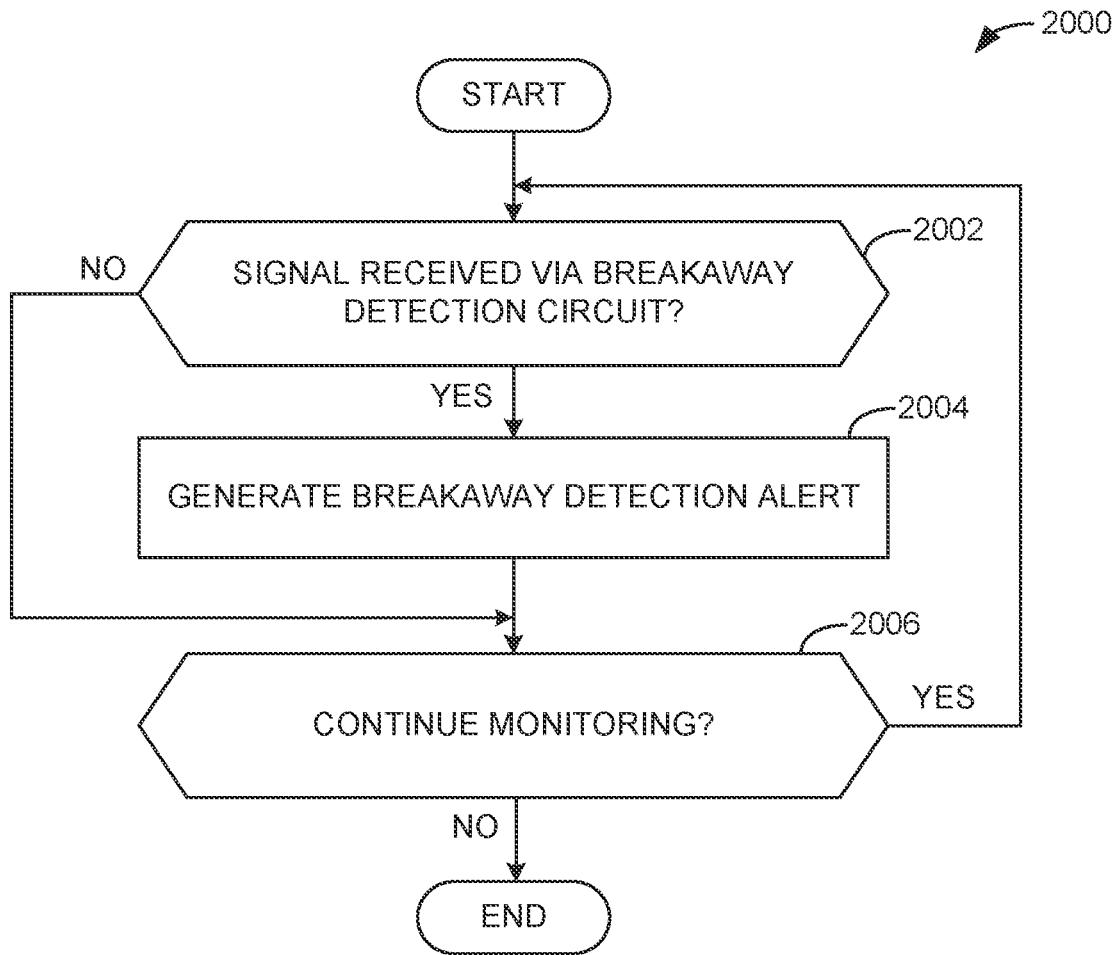 2000
START
2002
NO
SIGNAL RECEIVED VIA BREAKAWAY
DETECTION CIRCUIT?
YES
2004
GENERATE BREAKAWAY DETECTION ALERT
2006
CONTINUE MONITORING?
YES
NO
END